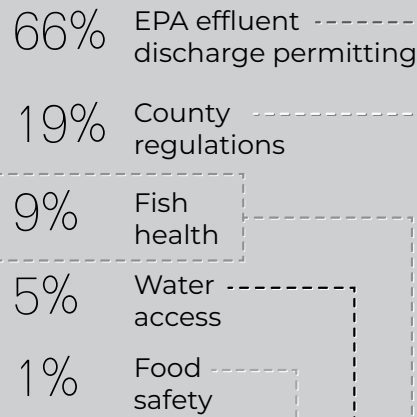 66% EPA effluent
discharge permitting
19% County
regulations
9% Fish
health
5% Water
access
1% Food
safety